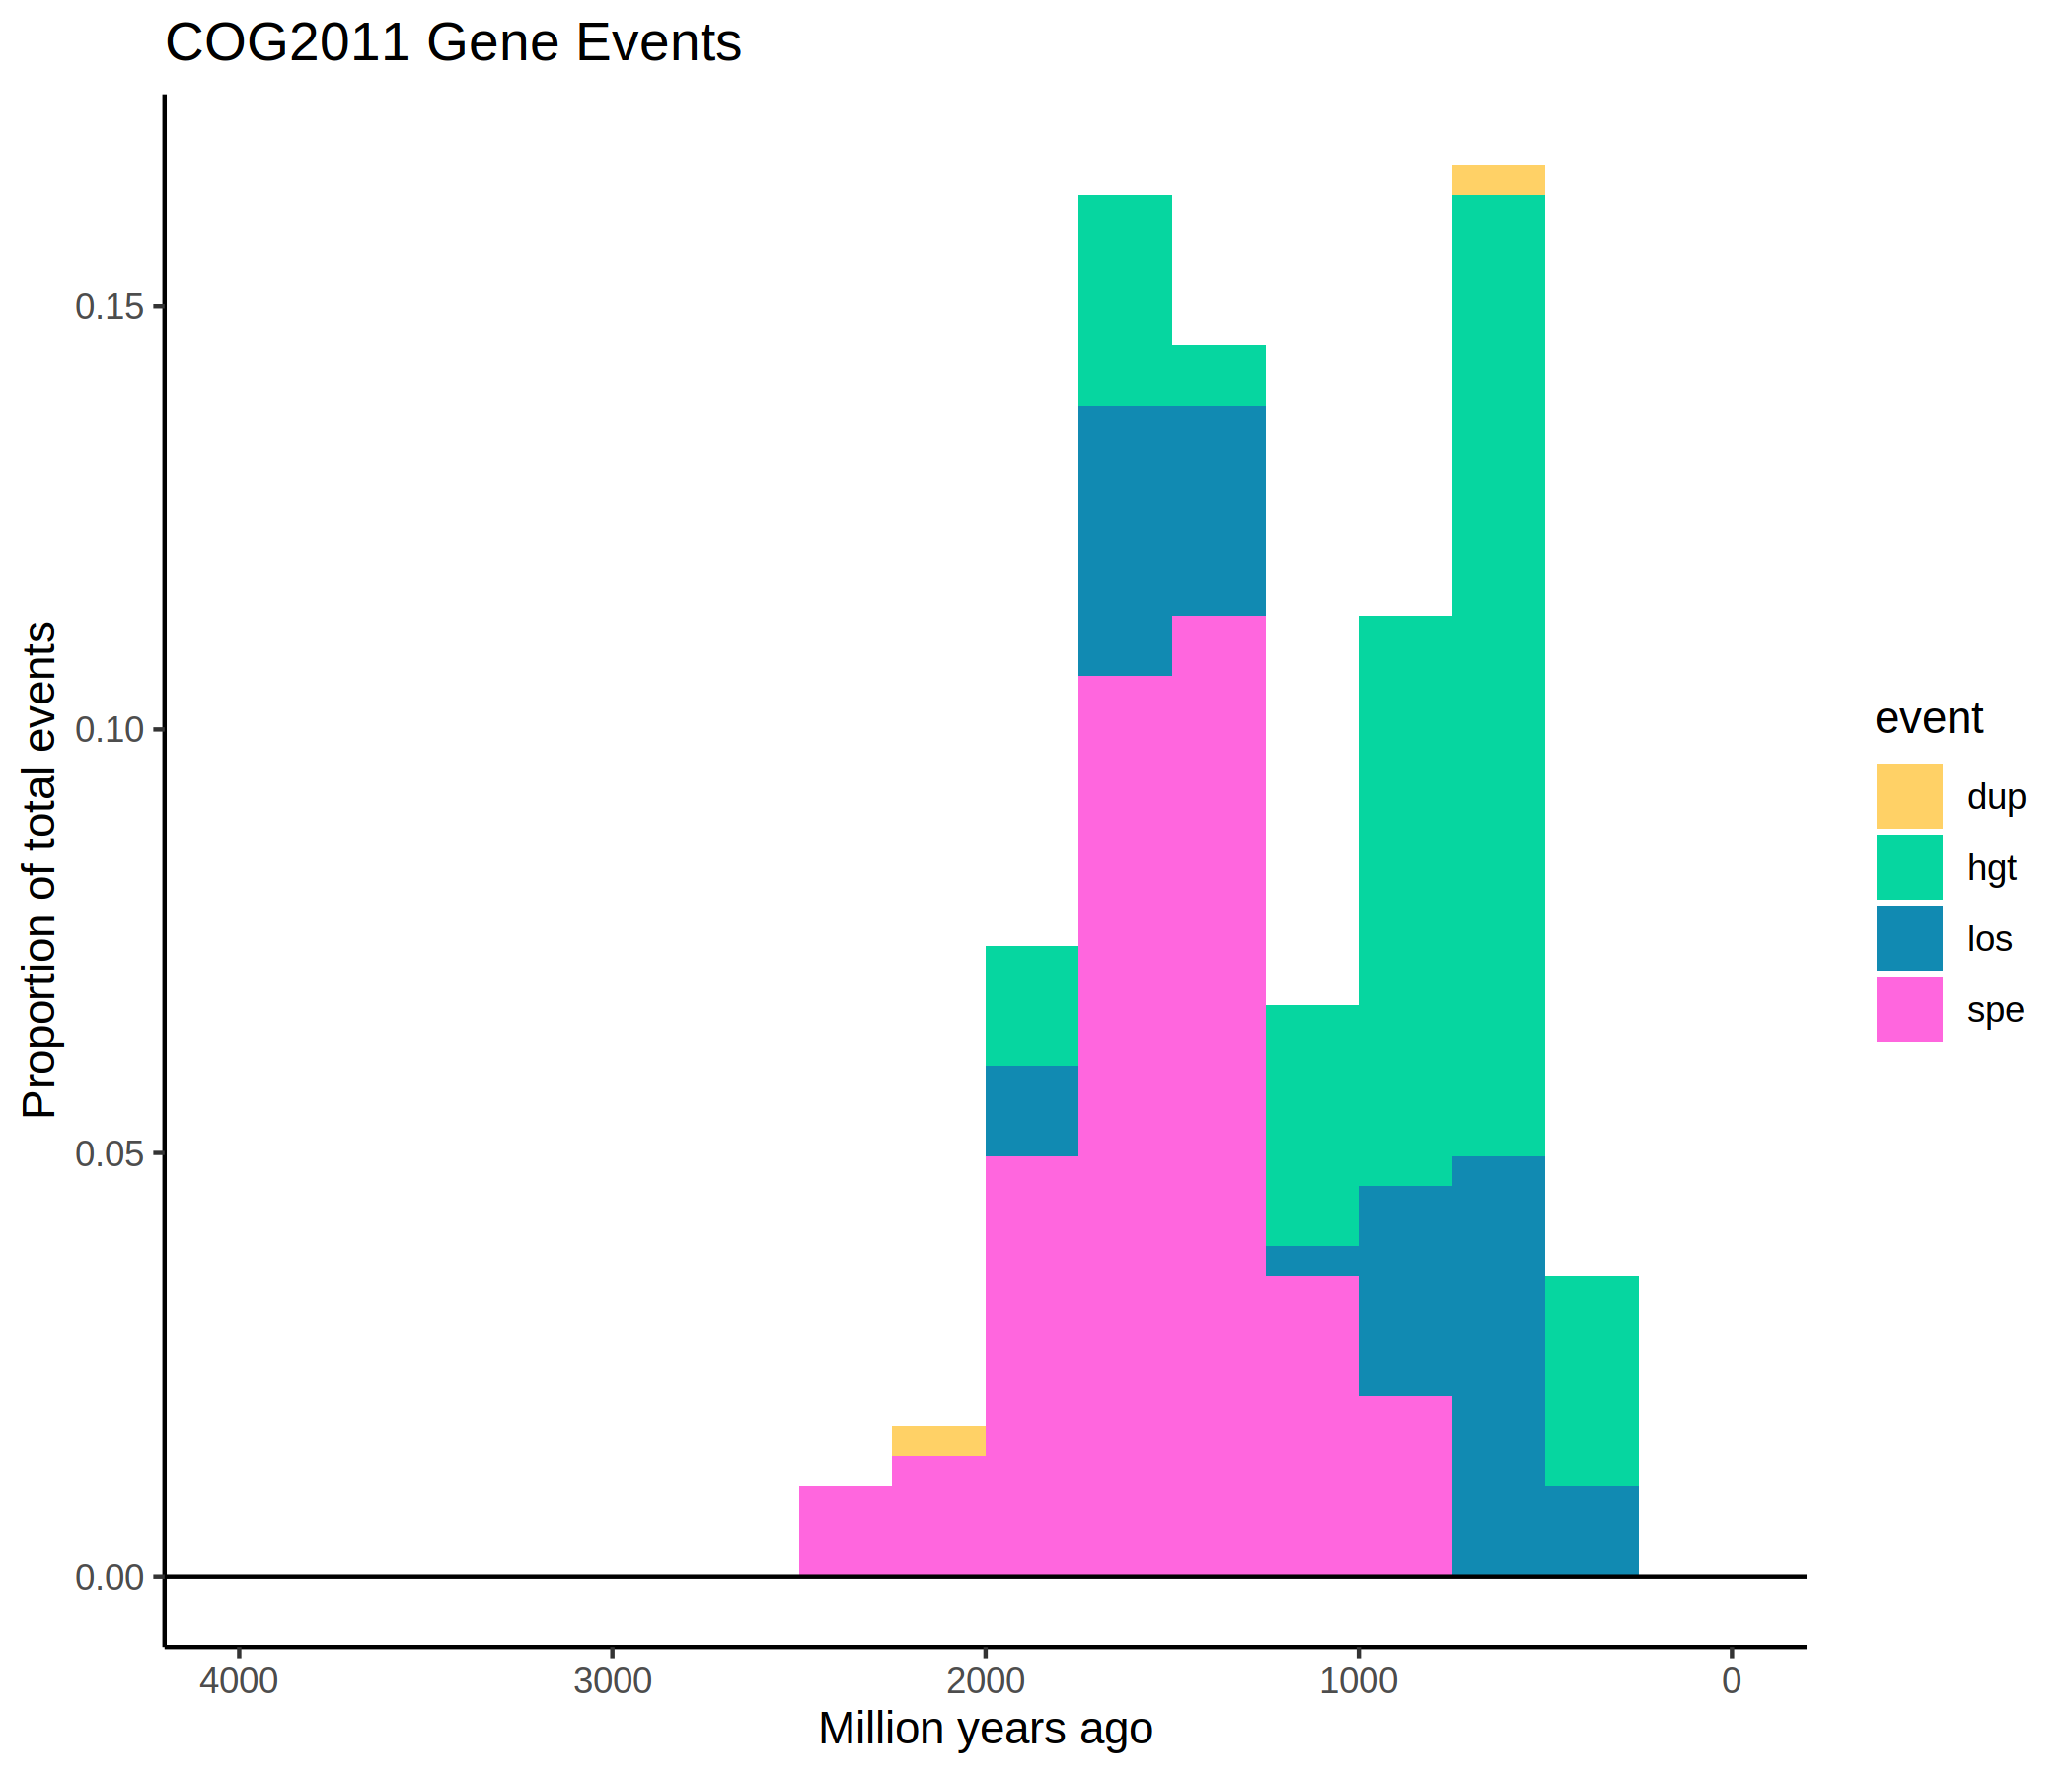 COG2011 Gene Events
Proportion of total events
0.15
0.10
0.05
0.00
4000 3000 2000 1000 0
Million years ago
event
dup
hgt
los
spe